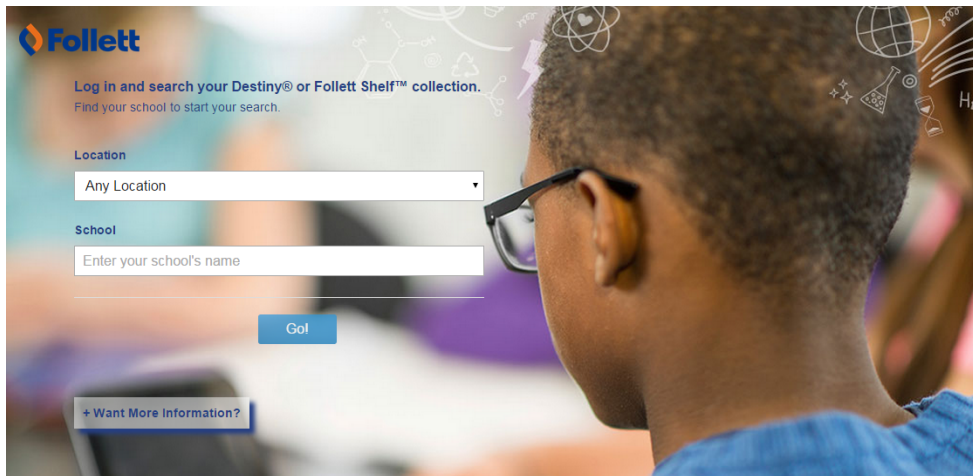 Follett
Log in and search your Destiny® or Follett Shelf™ collection.
Find your school to start your search.
Location
Any Location
School
Enter your school's name
Go!
+ Want More Information?